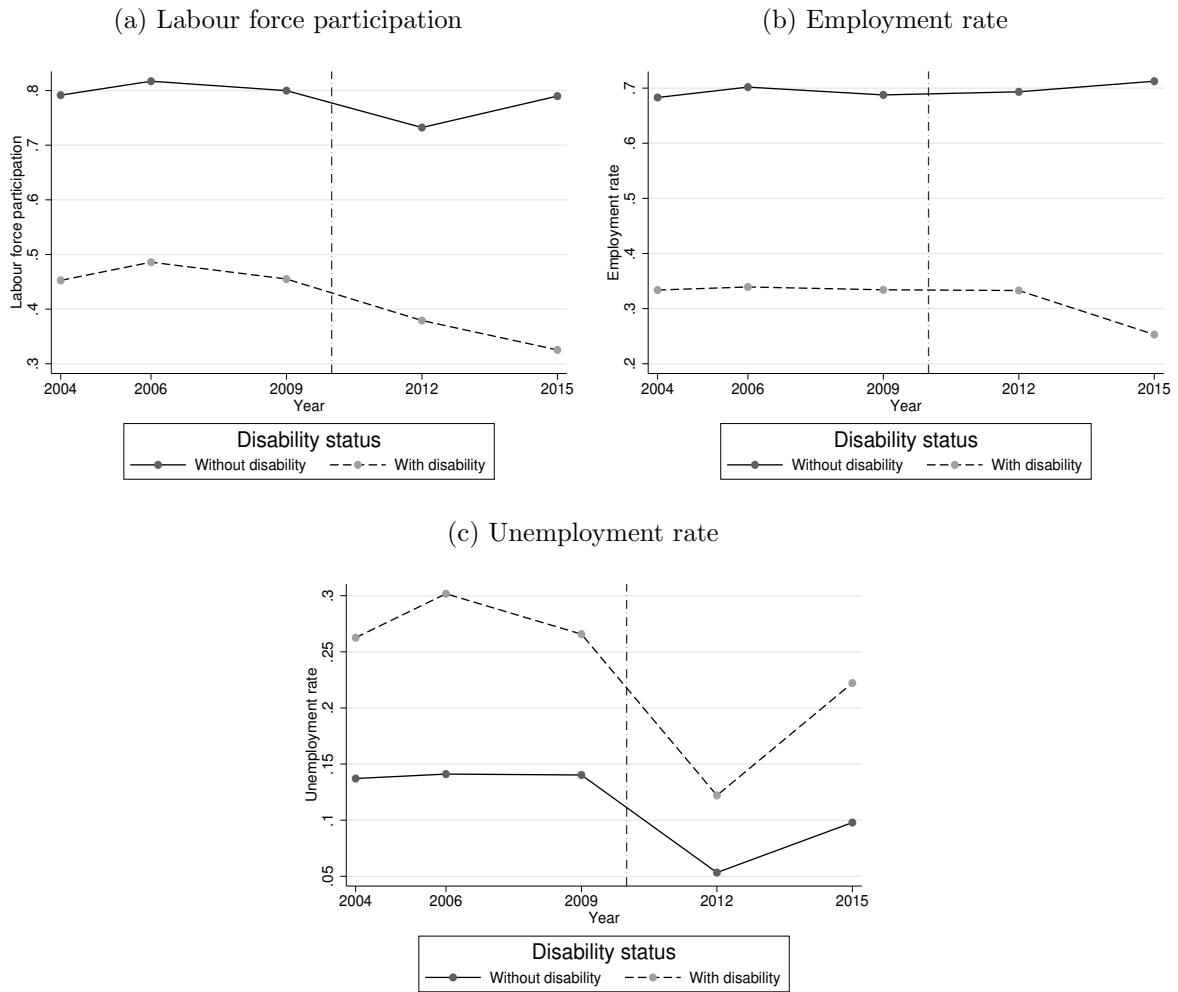 (a) Labour force participation
Labour force participation
.8
.7
.6
.5
.4
.3
2004 2006 2009 2012 2015
Year
Disability status
Without disability With disability
(b) Employment rate
Employment rate
.7
.6
.5
.4
.3
.2
2004 2006 2009 2012 2015
Year
Disability status
Without disability With disability
(c) Unemployment rate
Unemployment rate
.3
.25
.2
.15
.1
.05
2004 2006 2009 2012 2015
Year
Disability status
Without disability With disability